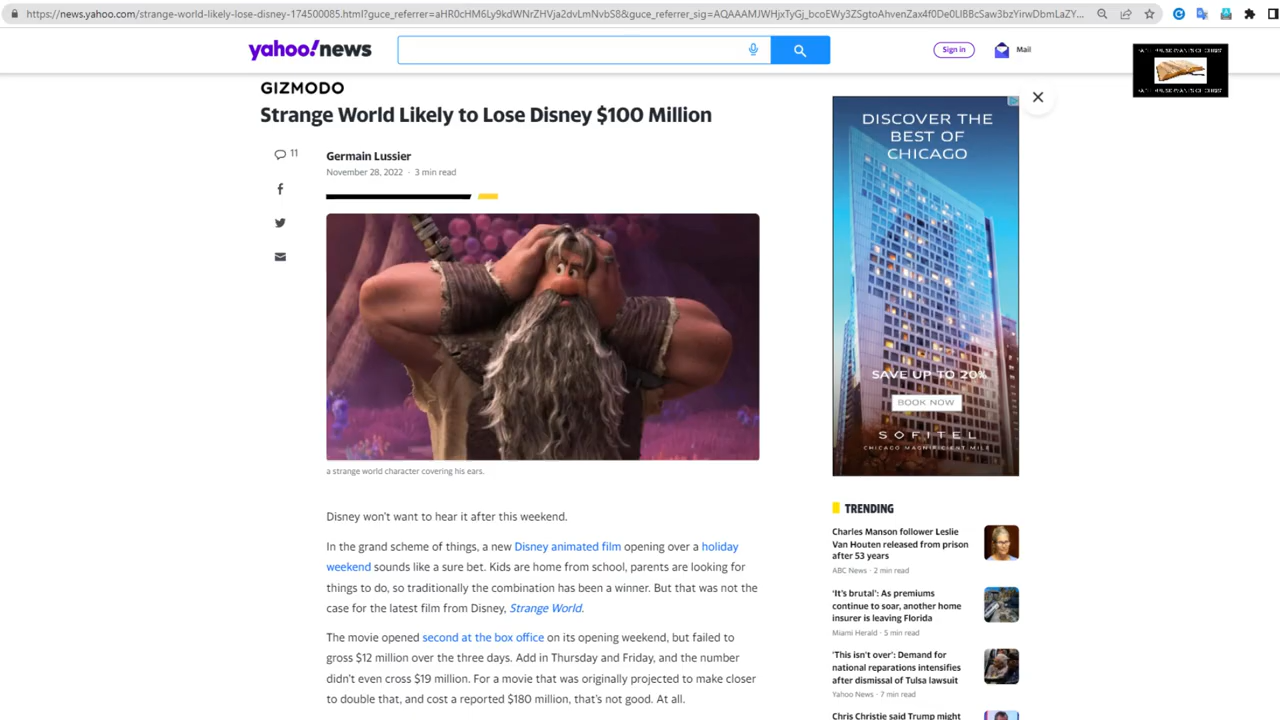 https://news.yahoo.com/strange-world-likely-lose-disney-174500085.html?guce_referrer=
yahoo!news
Sign in
Mail
GIZMODO
Strange World Likely to Lose Disney $100 Million
11
Germain Lussier
November 28, 2022 · 3 min read
a strange world character covering his ears.
Disney won't want to hear it after this weekend.
In the grand scheme of things, a new Disney animated film opening over a holiday
weekend sounds like a sure bet. Kids are home from school, parents are looking for
things to do, so traditionally the combination has been a winner. But that was not the
case for the latest film from Disney, Strange World.
The movie opened second at the box office on its opening weekend, but failed to
gross $12 million over the three days. Add in Thursday and Friday, and the number
didn't even cross $19 million. For a movie that was originally projected to make closer
to double that, and cost a reported $180 million, that's not good. At all.
DISCOVER THE
BEST OF
CHICAGO
SAVE UP TO 20%
BOOK NOW
SOFITEL
CHICAGO MAGNIFICENT MILE
TRENDING
Charles Manson follower Leslie
Van Houten released from prison
after 53 years
ABC News · 2 min read
'It's brutal': As premiums
continue to soar, another home
insurer is leaving Florida
Miami Herald · 5 min read
'This isn't over': Demand for
national reparations intensifies
after dismissal of Tulsa lawsuit
Yahoo News · 7 min read
Chris Christie said Trump might